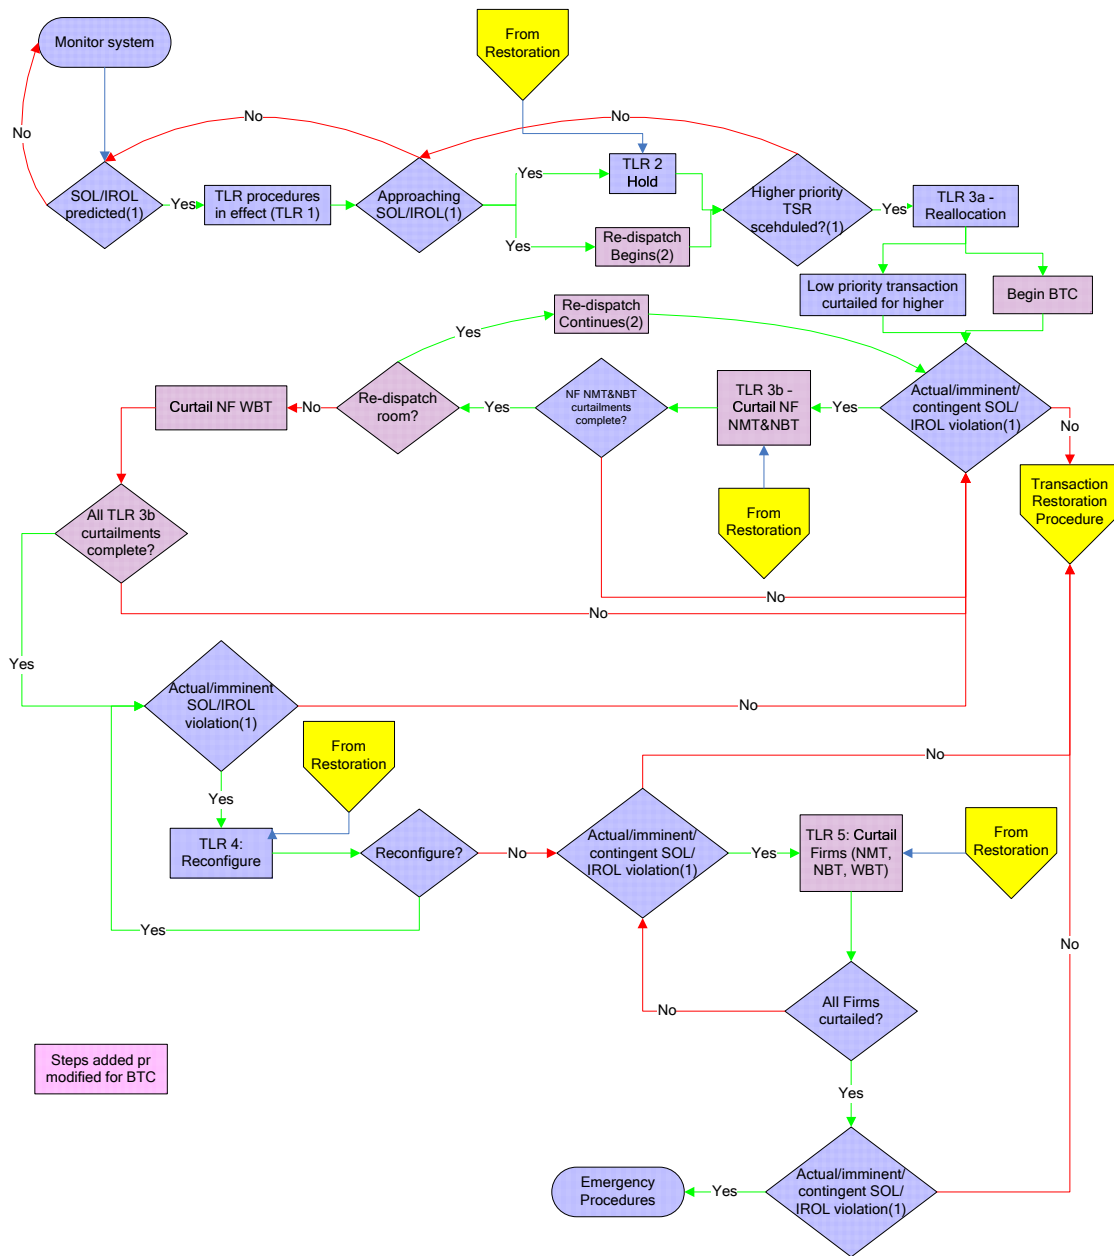 Monitor system
From
Restoration
No
No
No
SOL/IROL
predicted(1)
Yes
TLR procedures
in effect (TLR 1)
Approaching
SOL/IROL(1)
Yes
Yes
TLR 2
Hold
Re-dispatch
Begins(2)
Higher priority
TSR
scehduled?(1)
Yes
TLR 3a -
Reallocation
Low priority transaction
curtailed for higher
Begin BTC
Re-dispatch
Continues(2)
Yes
Curtail NF WBT
No
Re-dispatch
room?
Yes
NF NMT&NBT
curtailments
complete?
TLR 3b -
Curtail NF
NMT&NBT
Yes
Actual/imminent/
contingent SOL/
IROL violation(1)
No
Transaction
Restoration
Procedure
From
Restoration
All TLR 3b
curtailments
complete?
No
No
Yes
Actual/imminent
SOL/IROL
violation(1)
No
From
Restoration
Yes
TLR 4:
Reconfigure
Reconfigure?
No
Yes
Actual/imminent/
contingent SOL/
IROL violation(1)
No
Yes
TLR 5: Curtail
Firms (NMT,
NBT, WBT)
From
Restoration
No
No
All Firms
curtailed?
Steps added pr
modified for BTC
Yes
Emergency
Procedures
Yes
Actual/imminent/
contingent SOL/
IROL violation(1)